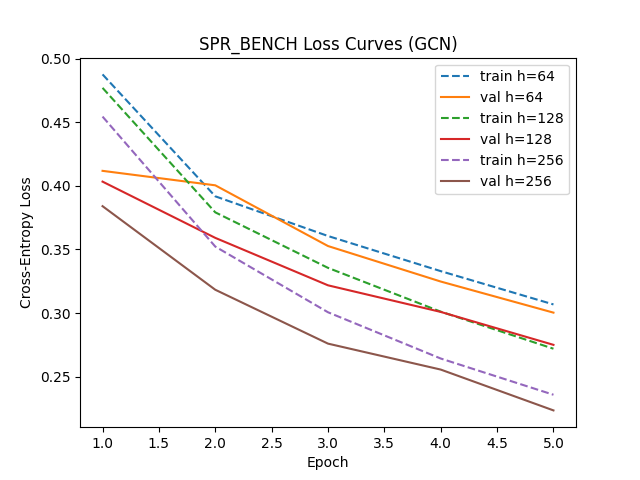 SPR_BENCH Loss Curves (GCN)
0.50
0.45
0.40
0.35
0.30
0.25
Cross-Entropy Loss
train h=64
val h=64
train h=128
val h=128
train h=256
val h=256
1.0 1.5 2.0 2.5 3.0 3.5 4.0 4.5 5.0
Epoch